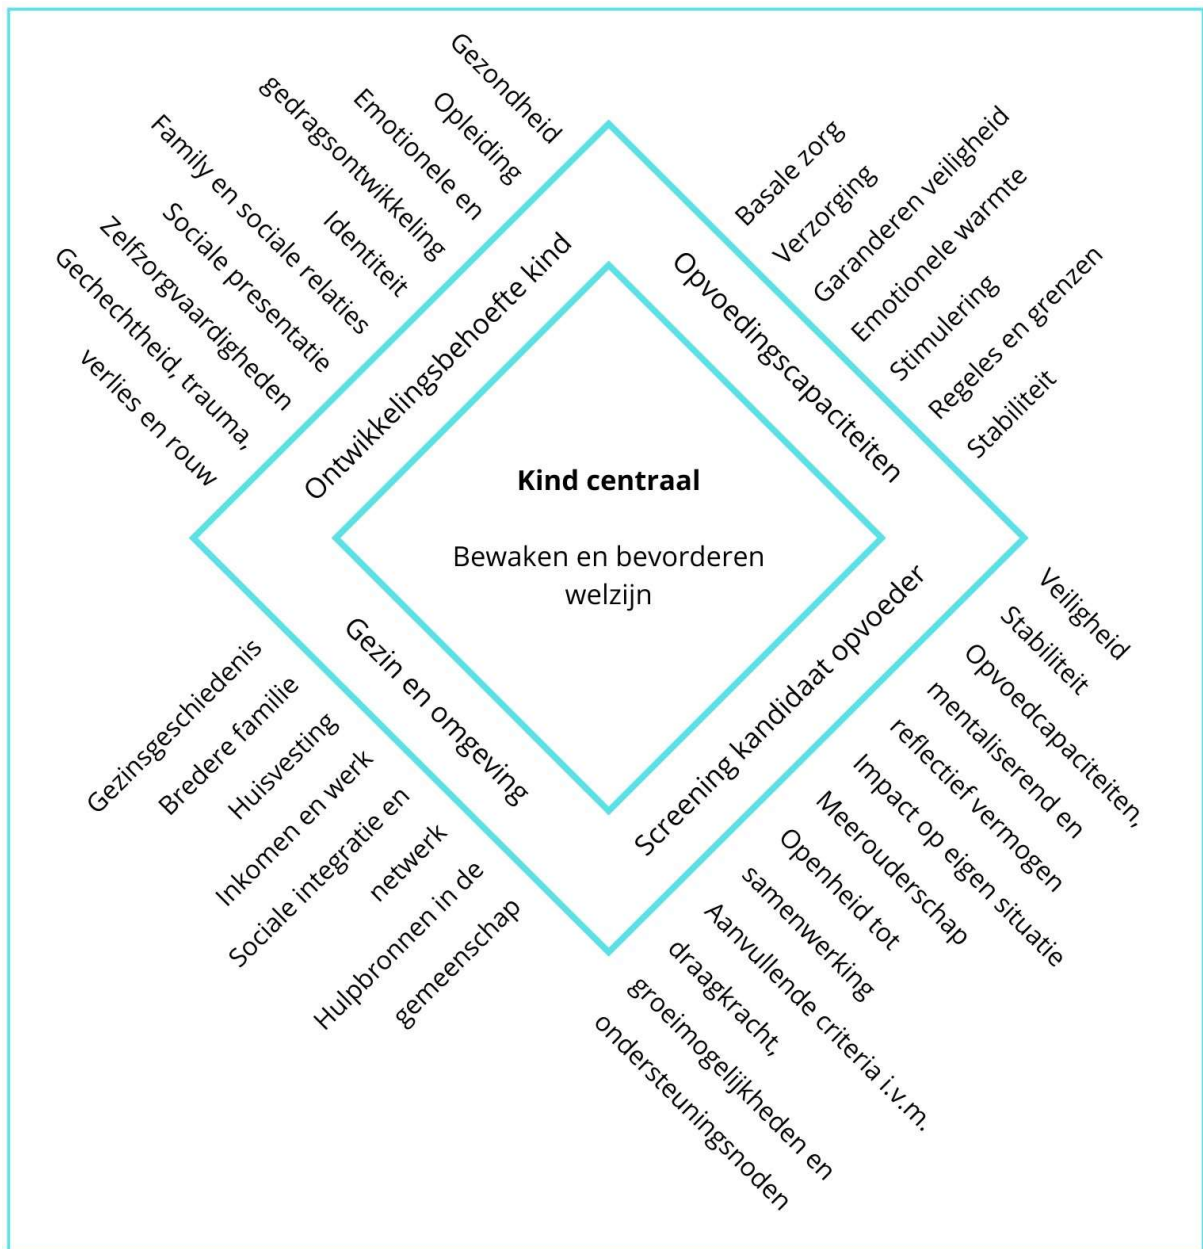 Gezondheid
Opleiding
Emotionele en
gedragsontwikkeling
Identiteit
Family en sociale relaties
Sociale presentatie
Zelfzorgvaardigheden
Gechechtheid, trauma,
verlies en rouw
Ontwikkelingsbehoefte kind
Basale zorg
Verzorging
Garanderen veiligheid
Emotionele warmte
Stimulering
Regeles en grenzen
Stabiliteit
Opvoedingscapaciteiten
Kind centraal
Bewaken en bevorderen
welzijn
Gezin en omgeving
Gezinsgeschiedenis
Bredere familie
Huisvesting
Inkomen en werk
Sociale integratie en
netwerk
Hulpbronnen in de
gemeenschap
Screening kandidaat opvoeder
Veiligheid
Stabiliteit
Opvoedcapaciteiten,
mentaliserend en
reflectief vermogen
Impact op eigen situatie
Meerouderschap
Openheid tot
samenwerking
Aanvullende criteria i.v.m.
draagkracht,
groeimogelijkheden en
ondersteuningsnoden